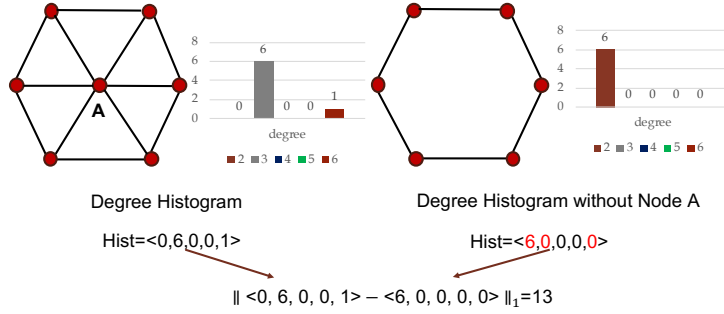 A
8
6
4
2
0
0
6
0
0
1
degree
2 3 4 5 6
8
6
4
2
0
6
0
0
0
0
degree
2 3 4 5 6
Degree Histogram
Degree Histogram without Node A
Hist=<0,6,0,0,1>
Hist=<6,0,0,0,0>
‖ <0, 6, 0, 0, 1> – <6, 0, 0, 0, 0> ‖₁=13